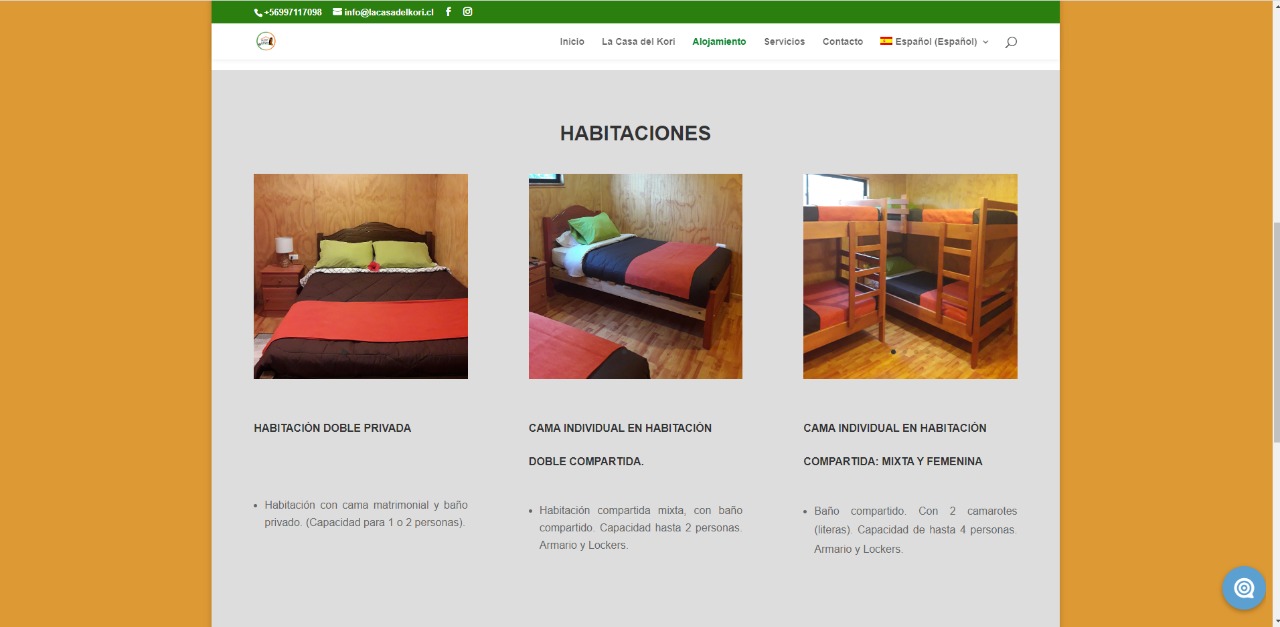 +56997117098 info@lacasadelkori.cl
Inicio La Casa del Kori Alojamiento Servicios Contacto Español (Español)
HABITACIONES
HABITACIÓN DOBLE PRIVADA
• Habitación con cama matrimonial y baño
privado. (Capacidad para 1 o 2 personas).
CAMA INDIVIDUAL EN HABITACIÓN
DOBLE COMPARTIDA.
• Habitación compartida mixta, con baño
compartido. Capacidad hasta 2 personas.
Armario y Lockers.
CAMA INDIVIDUAL EN HABITACIÓN
COMPARTIDA: MIXTA Y FEMENINA
• Baño compartido. Con 2 camarotes
(literas). Capacidad de hasta 4 personas.
Armario y Lockers.